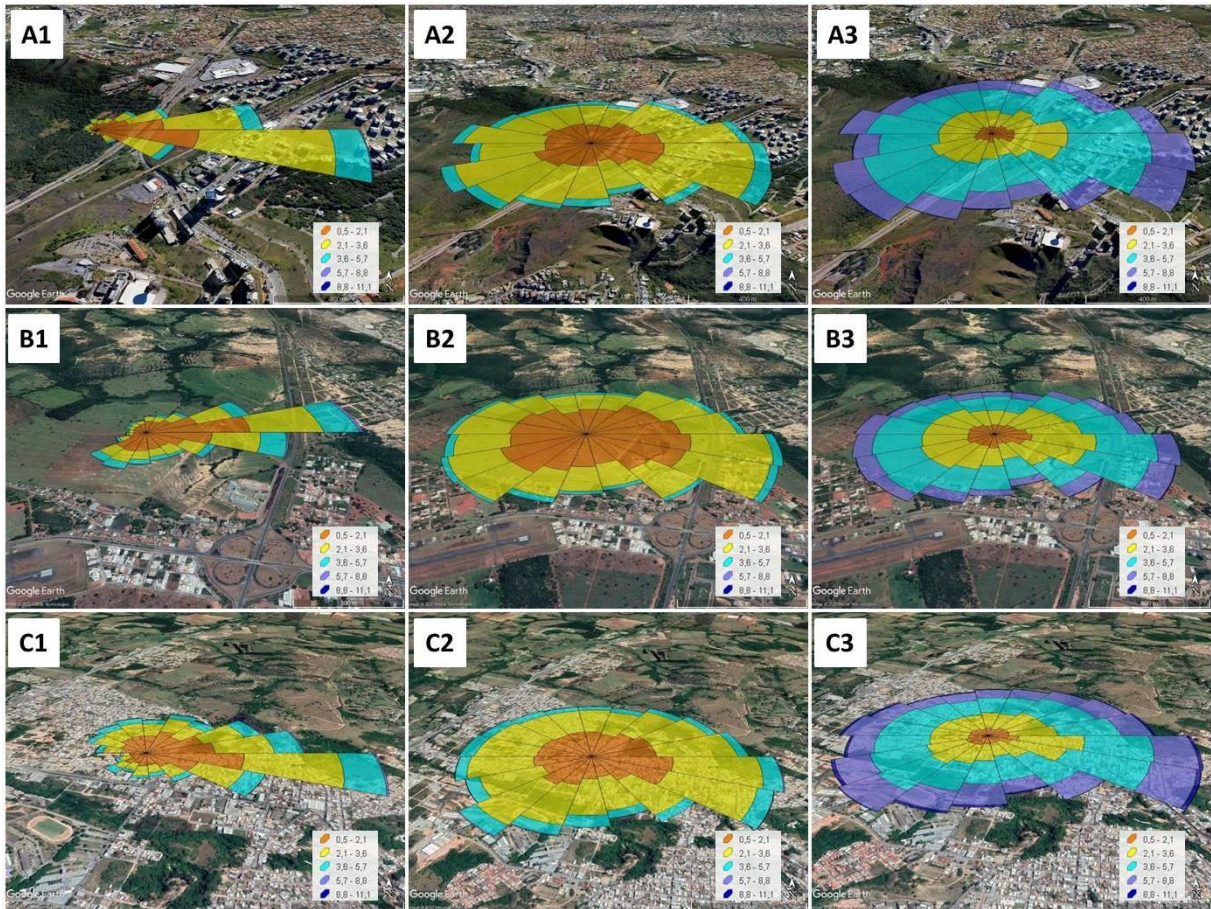 A1
0,5 - 2,1
2,1 - 3,6
3,6 - 5,7
5,7 - 8,8
8,8 - 11,1
Google Earth
400 m
N
A2
0,5 - 2,1
2,1 - 3,6
3,6 - 5,7
5,7 - 8,8
8,8 - 11,1
Google Earth
400 m
N
A3
0,5 - 2,1
2,1 - 3,6
3,6 - 5,7
5,7 - 8,8
8,8 - 11,1
Google Earth
400 m
N
B1
0,5 - 2,1
2,1 - 3,6
3,6 - 5,7
5,7 - 8,8
8,8 - 11,1
Google Earth
N
B2
0,5 - 2,1
2,1 - 3,6
3,6 - 5,7
5,7 - 8,8
8,8 - 11,1
Google Earth
N
B3
0,5 - 2,1
2,1 - 3,6
3,6 - 5,7
5,7 - 8,8
8,8 - 11,1
Google Earth
N
C1
0,5 - 2,1
2,1 - 3,6
3,6 - 5,7
5,7 - 8,8
8,8 - 11,1
Google Earth
C2
0,5 - 2,1
2,1 - 3,6
3,6 - 5,7
5,7 - 8,8
8,8 - 11,1
Google Earth
C3
0,5 - 2,1
2,1 - 3,6
3,6 - 5,7
5,7 - 8,8
8,8 - 11,1
Google Earth